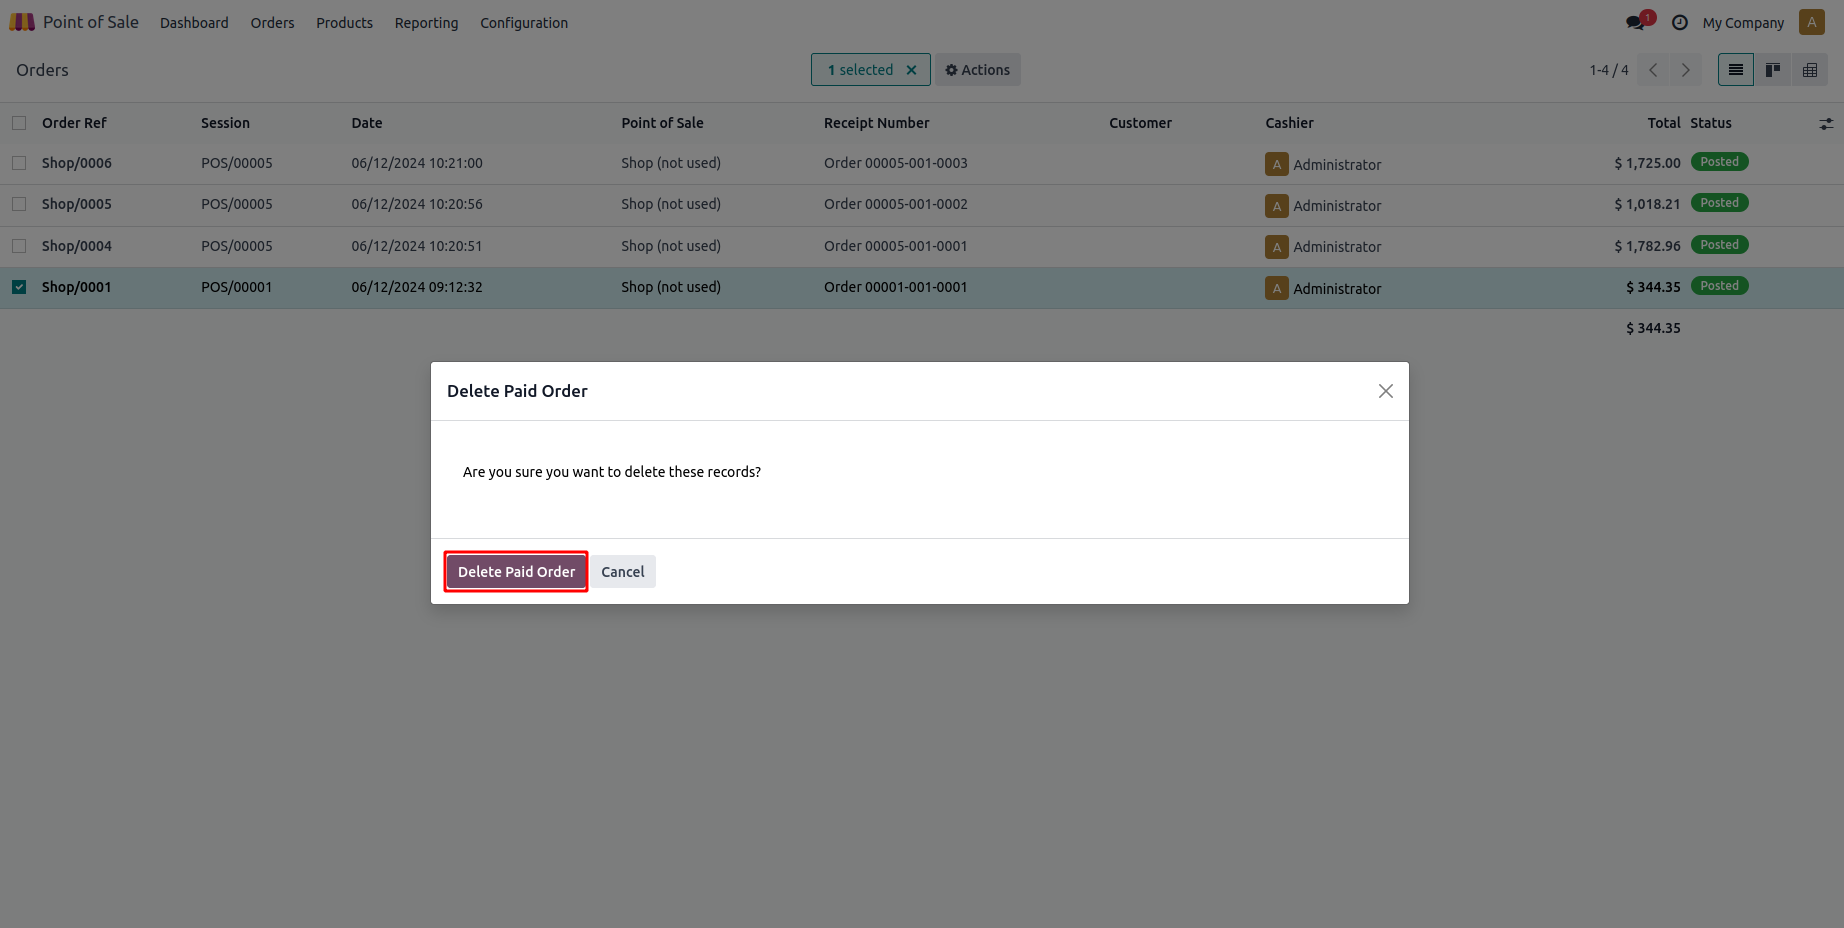 Point of Sale Dashboard Orders Products Reporting Configuration 1 My Company A
Orders 1 selected Actions 1-4 / 4
Order Ref Session Date Point of Sale Receipt Number Customer Cashier Total Status
Shop/0006 POS/00005 06/12/2024 10:21:00 Shop (not used) Order 00005-001-0003 A Administrator $ 1,725.00 Posted
Shop/0005 POS/00005 06/12/2024 10:20:56 Shop (not used) Order 00005-001-0002 A Administrator $ 1,018.21 Posted
Shop/0004 POS/00005 06/12/2024 10:20:51 Shop (not used) Order 00005-001-0001 A Administrator $ 1,782.96 Posted
Shop/0001 POS/00001 06/12/2024 09:12:32 Shop (not used) Order 00001-001-0001 A Administrator $ 344.35 Posted
$ 344.35
Delete Paid Order
Are you sure you want to delete these records?
Delete Paid Order Cancel